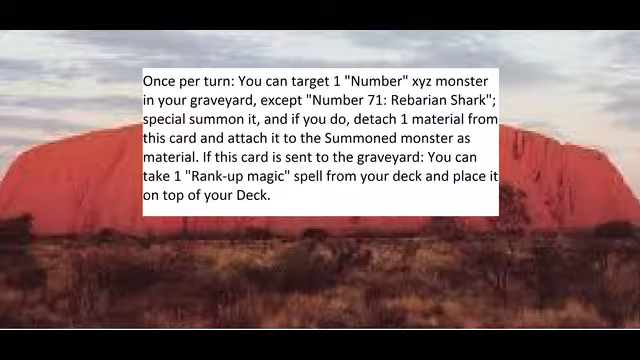 Once per turn: You can target 1 "Number" xyz monster
in your graveyard, except "Number 71: Rebarian Shark";
special summon it, and if you do, detach 1 material from
this card and attach it to the Summoned monster as
material. If this card is sent to the graveyard: You can
take 1 "Rank-up magic" spell from your deck and place it
on top of your Deck.